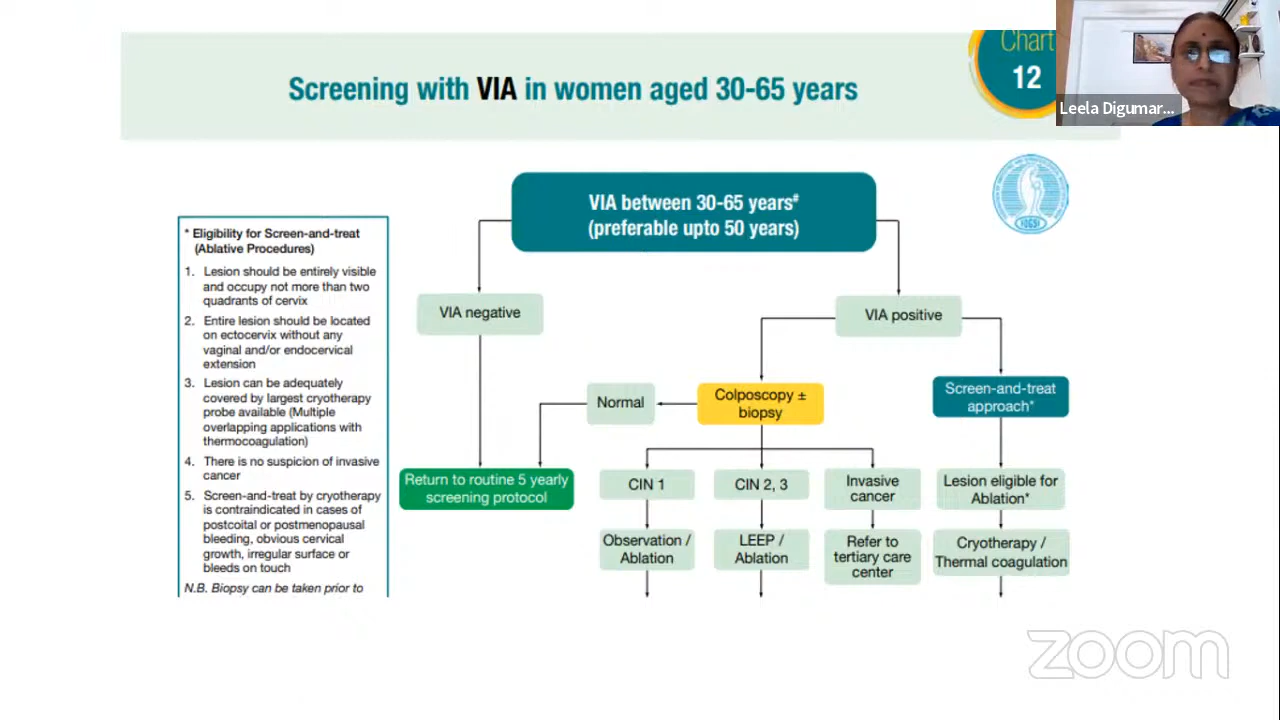 Chart
12
Leela Digumar...
Screening with VIA in women aged 30-65 years
FOGSI
VIA between 30-65 years#
(preferable upto 50 years)
* Eligibility for Screen-and-treat
(Ablative Procedures)
1. Lesion should be entirely visible
and occupy not more than two
quadrants of cervix
2. Entire lesion should be located
on ectocervix without any
vaginal and/or endocervical
extension
3. Lesion can be adequately
covered by largest cryotherapy
probe available (Multiple
overlapping applications with
thermocoagulation)
4. There is no suspicion of invasive
cancer
5. Screen-and-treat by cryotherapy
is contraindicated in cases of
postcoital or postmenopausal
bleeding, obvious cervical
growth, irregular surface or
bleeds on touch
N.B. Biopsy can be taken prior to
VIA negative
VIA positive
Normal
Colposcopy ±
biopsy
Screen-and-treat
approach*
Return to routine 5 yearly
screening protocol
CIN 1
CIN 2, 3
Invasive
cancer
Lesion eligible for
Ablation*
Observation /
Ablation
LEEP /
Ablation
Refer to
tertiary care
center
Cryotherapy /
Thermal coagulation
zoom